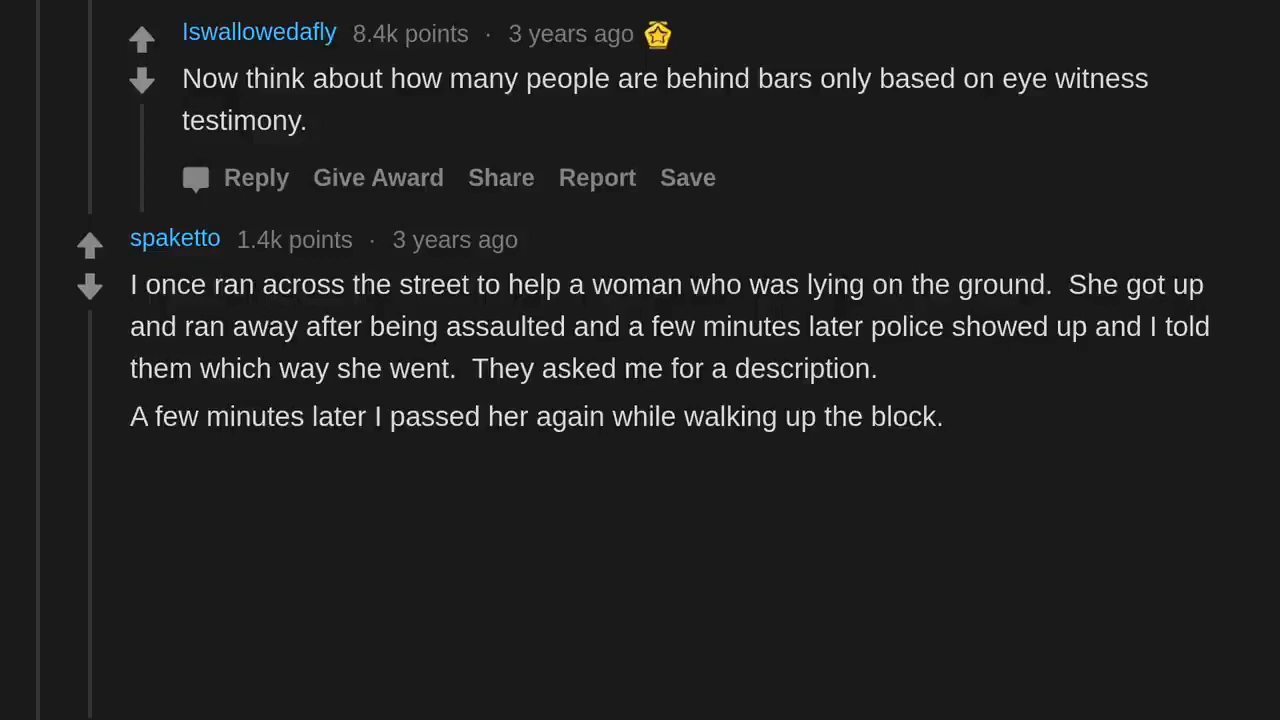 Iswallowedafly 8.4k points · 3 years ago
Now think about how many people are behind bars only based on eye witness
testimony.
Reply Give Award Share Report Save
spaketto 1.4k points · 3 years ago
I once ran across the street to help a woman who was lying on the ground. She got up
and ran away after being assaulted and a few minutes later police showed up and I told
them which way she went. They asked me for a description.
A few minutes later I passed her again while walking up the block.